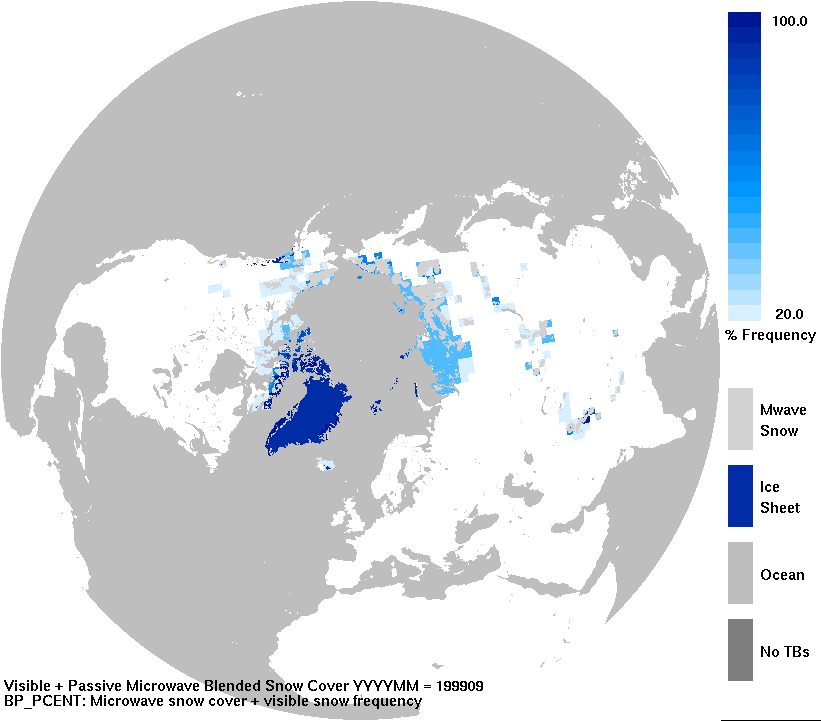 100.0
20.0
% Frequency
Mwave
Snow
Ice
Sheet
Ocean
No TBs
Visible + Passive Microwave Blended Snow Cover YYYYMM = 199909
BP_PCENT: Microwave snow cover + visible snow frequency